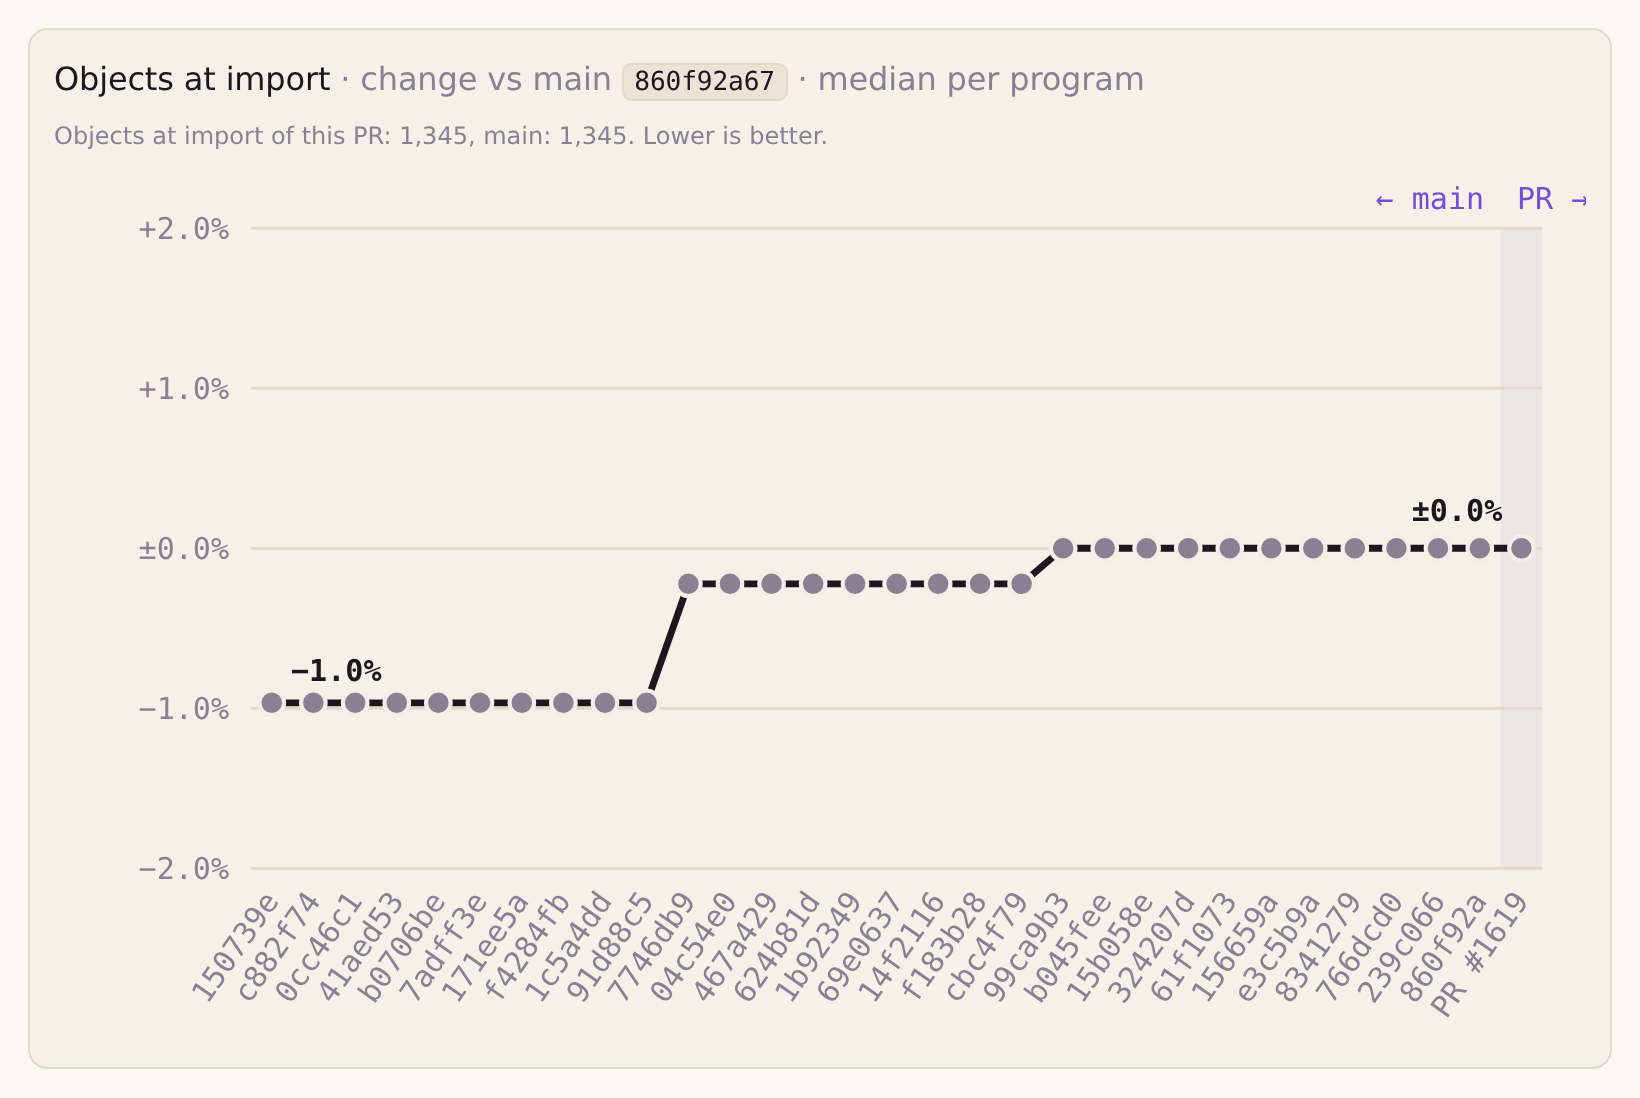 Objects at import · change vs main 860f92a67 · median per program
Objects at import of this PR: 1,345, main: 1,345. Lower is better.
← main PR →
+2.0%
+1.0%
±0.0%
−1.0%
−2.0%
±0.0%
−1.0%
150739e
c882f74
0cc46c1
41aed53
b0706be
7adff3e
171ee5a
f4284fb
1c5a4dd
91d88c5
7746db9
04c54e0
467a429
624b81d
1b92349
69e0637
14f2116
f183b28
cbc4f79
99ca9b3
b045fee
15b058e
324207d
61f1073
156659a
e3c5b9a
8341279
766dcd0
239c066
860f92a
PR #1619